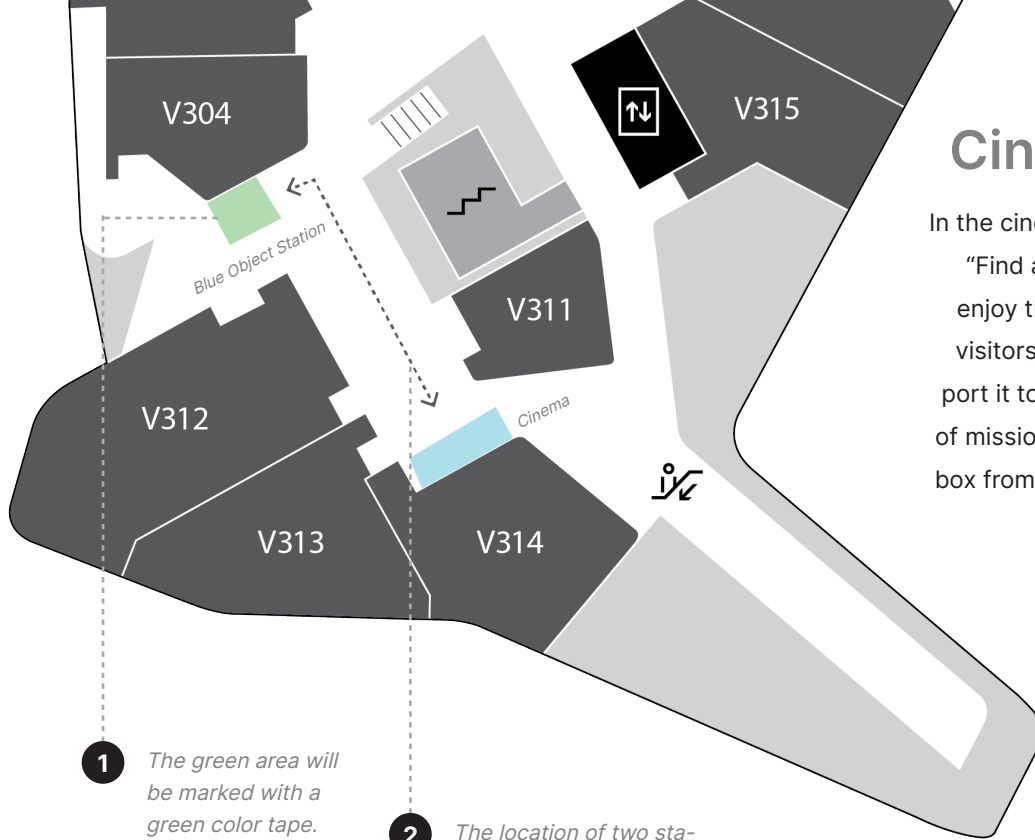 V304
V315
Blue Object Station
V311
V312
Cinema
V313
V314
Cin
In the cin
“Find a
enjoy t
visitors
port it to
of missio
box from
1
The green area will
be marked with a
green color tape.
2
The location of two sta-